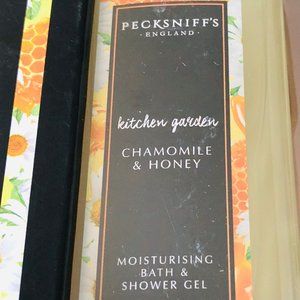 PECKSNIFF'S
• ENGLAND •
kitchen garden
CHAMOMILE
& HONEY
MOISTURISING
BATH &
SHOWER GEL